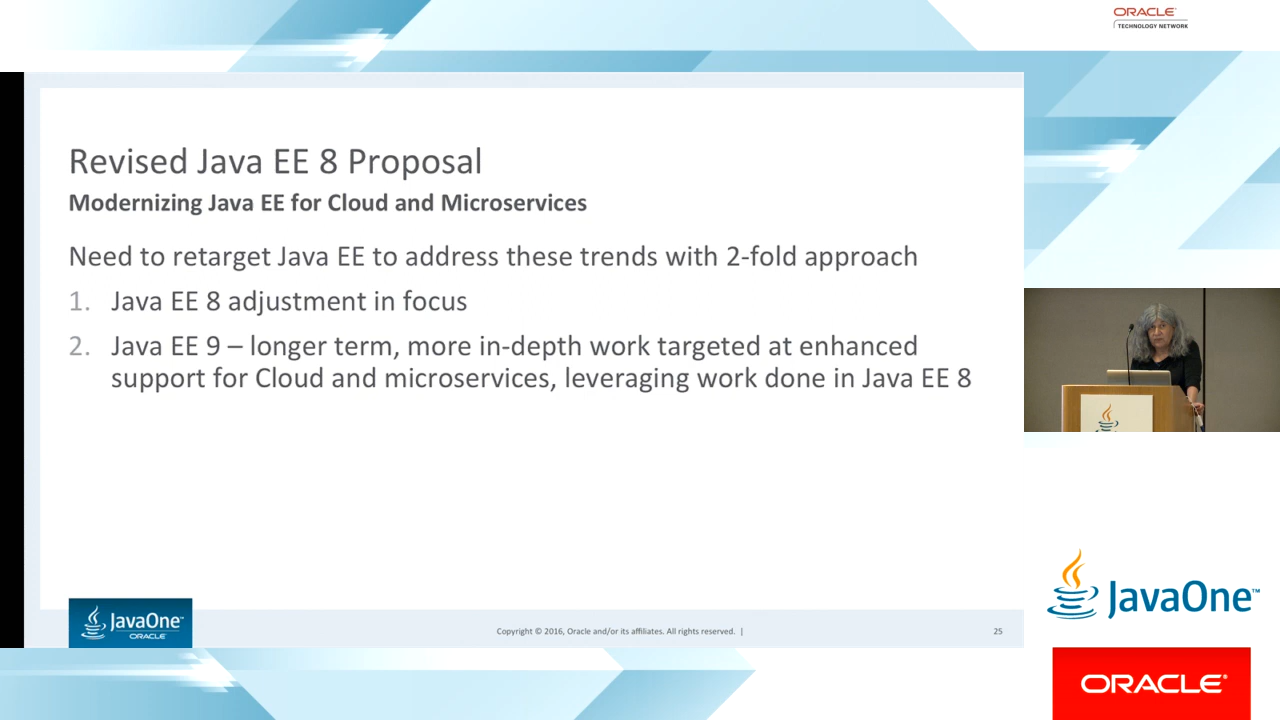 ORACLE
TECHNOLOGY NETWORK
Revised Java EE 8 Proposal
Modernizing Java EE for Cloud and Microservices
Need to retarget Java EE to address these trends with 2-fold approach
1. Java EE 8 adjustment in focus
2. Java EE 9 – longer term, more in-depth work targeted at enhanced
support for Cloud and microservices, leveraging work done in Java EE 8
JavaOne™
ORACLE
Copyright © 2016, Oracle and/or its affiliates. All rights reserved. |
25
JavaOne™
ORACLE®